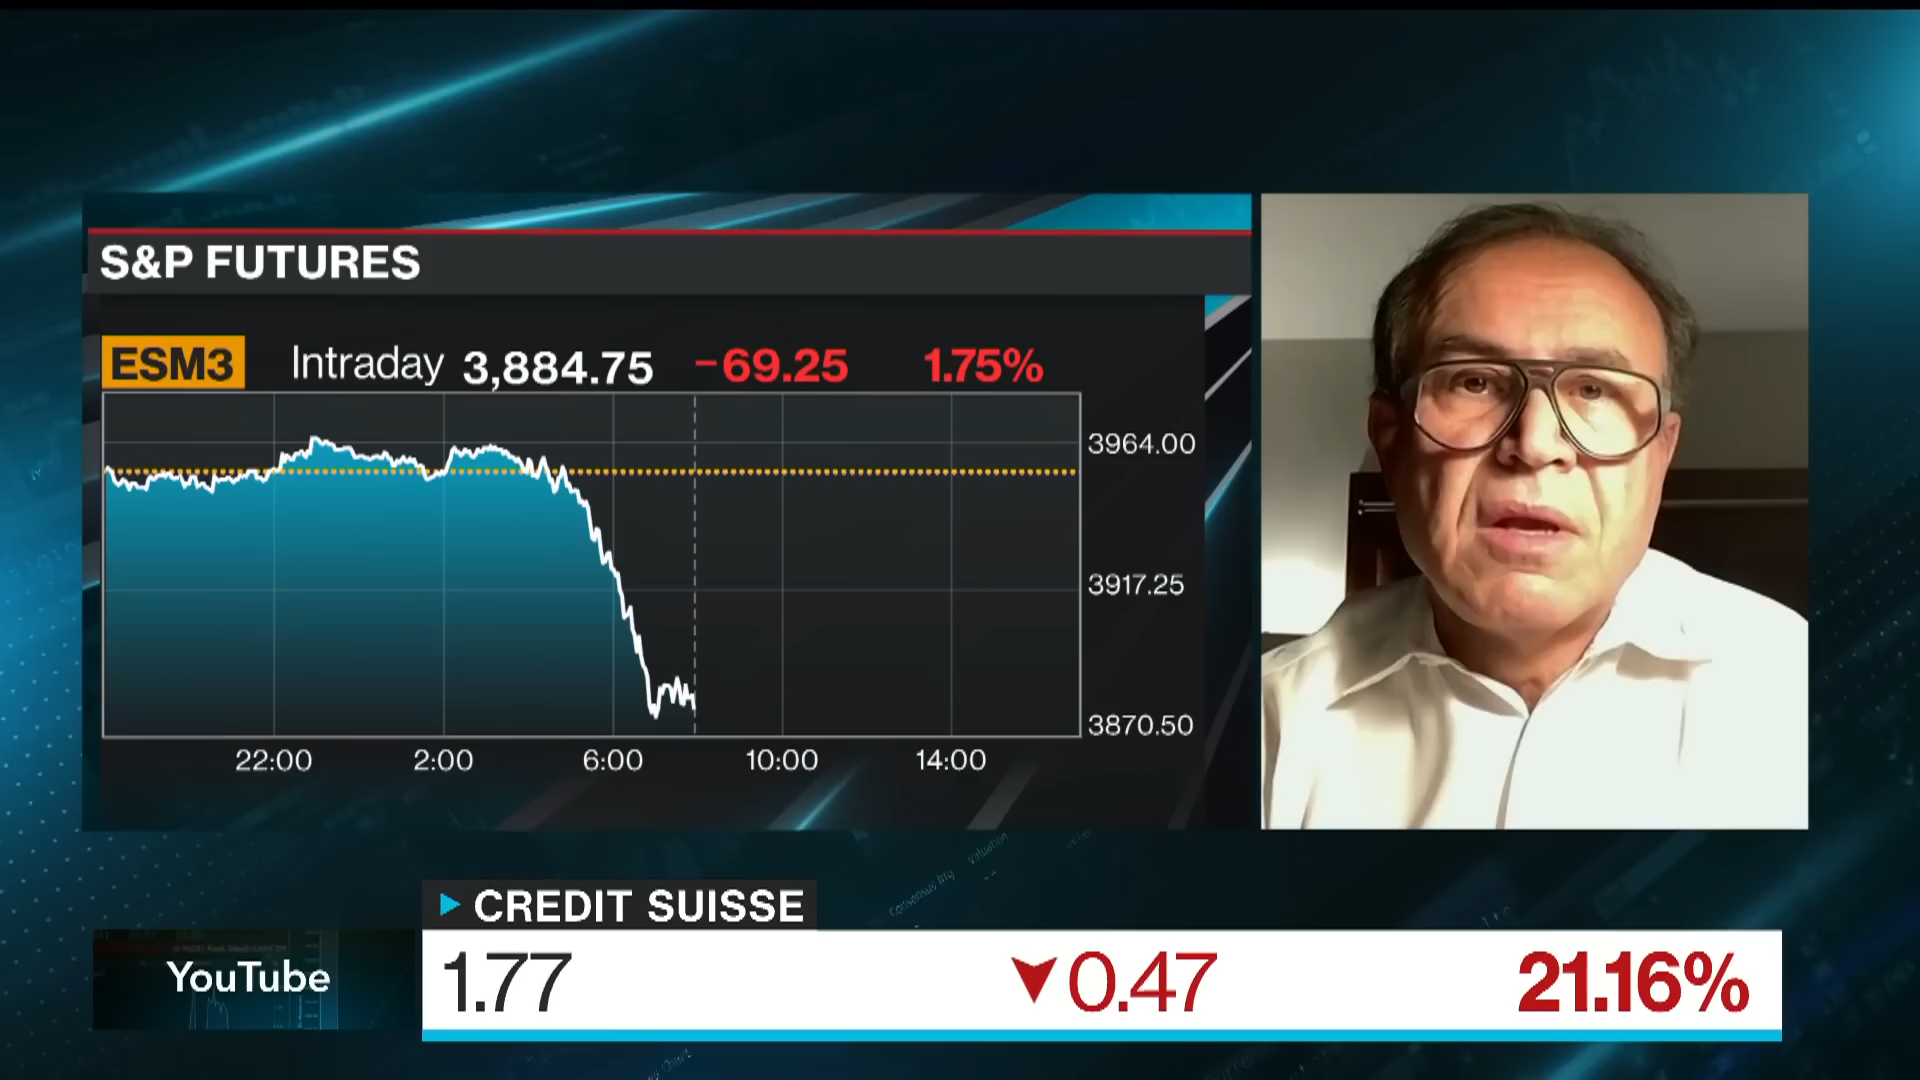 S&P FUTURES
ESM3 Intraday 3,884.75 −69.25 1.75%
3964.00
3917.25
3870.50
22:00 2:00 6:00 10:00 14:00
CREDIT SUISSE
YouTube
1.77 ▼0.47 21.16%